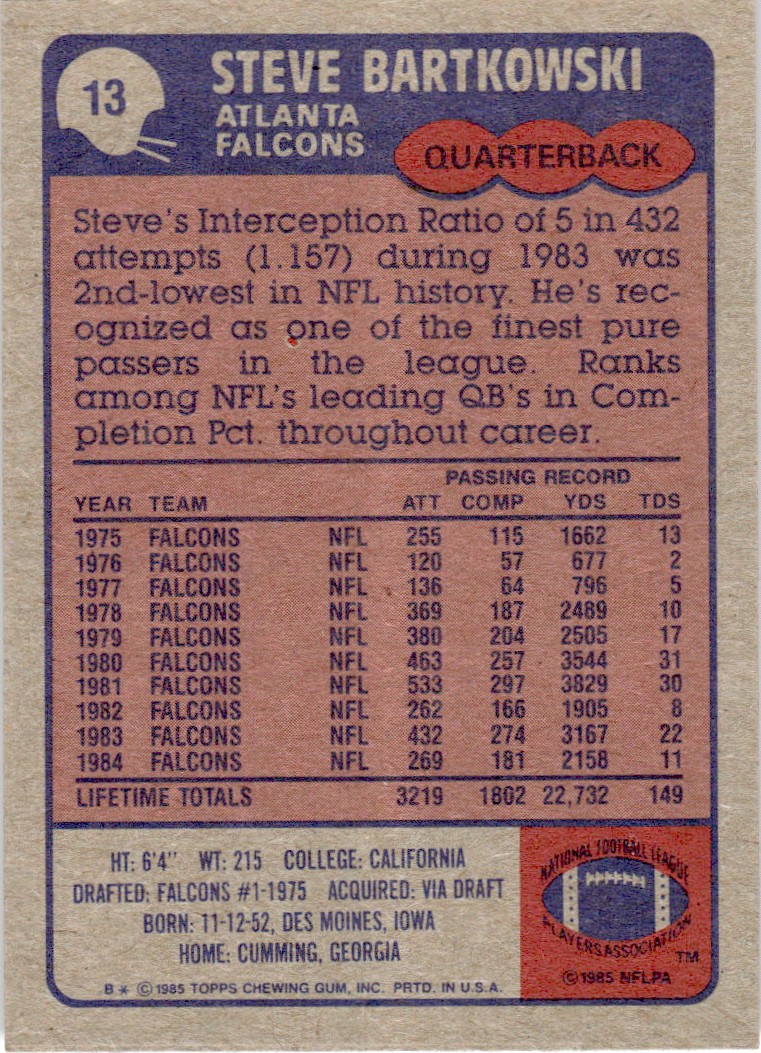 13
STEVE BARTKOWSKI
ATLANTA
FALCONS
QUARTERBACK
Steve's Interception Ratio of 5 in 432
attempts (1.157) during 1983 was
2nd-lowest in NFL history. He's rec-
ognized as one of the finest pure
passers in the league. Ranks
among NFL's leading QB's in Com-
pletion Pct. throughout career.
PASSING RECORD
YEAR TEAM ATT COMP YDS TDS
1975 FALCONS NFL 255 115 1662 13
1976 FALCONS NFL 120 57 677 2
1977 FALCONS NFL 136 64 796 5
1978 FALCONS NFL 369 187 2489 10
1979 FALCONS NFL 380 204 2505 17
1980 FALCONS NFL 463 257 3544 31
1981 FALCONS NFL 533 297 3829 30
1982 FALCONS NFL 262 166 1905 8
1983 FALCONS NFL 432 274 3167 22
1984 FALCONS NFL 269 181 2158 11
LIFETIME TOTALS 3219 1802 22,732 149
HT: 6'4" WT: 215 COLLEGE: CALIFORNIA
DRAFTED: FALCONS #1-1975 ACQUIRED: VIA DRAFT
BORN: 11-12-52, DES MOINES, IOWA
HOME: CUMMING, GEORGIA
B* © 1985 TOPPS CHEWING GUM, INC. PRTD. IN U.S.A.
NATIONAL FOOTBALL LEAGUE
PLAYERS ASSOCIATION
TM
© 1985 NFLPA